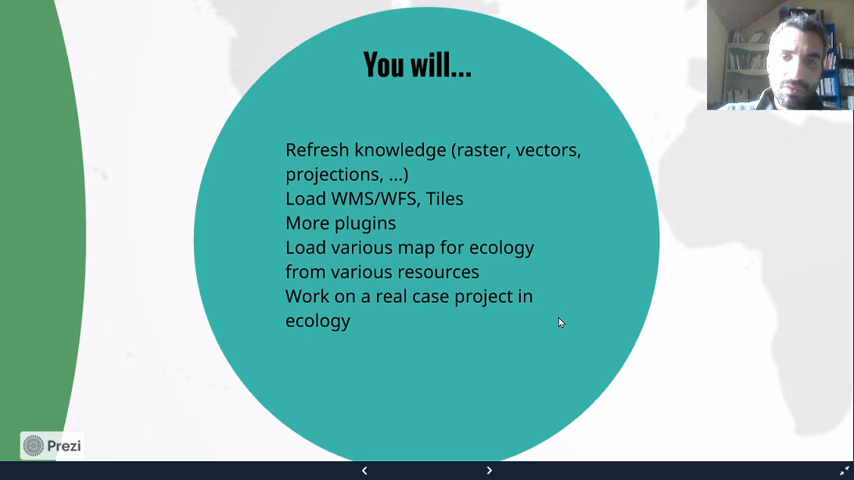 You will...
Refresh knowledge (raster, vectors,
projections, ...)
Load WMS/WFS, Tiles
More plugins
Load various map for ecology
from various resources
Work on a real case project in
ecology
Prezi